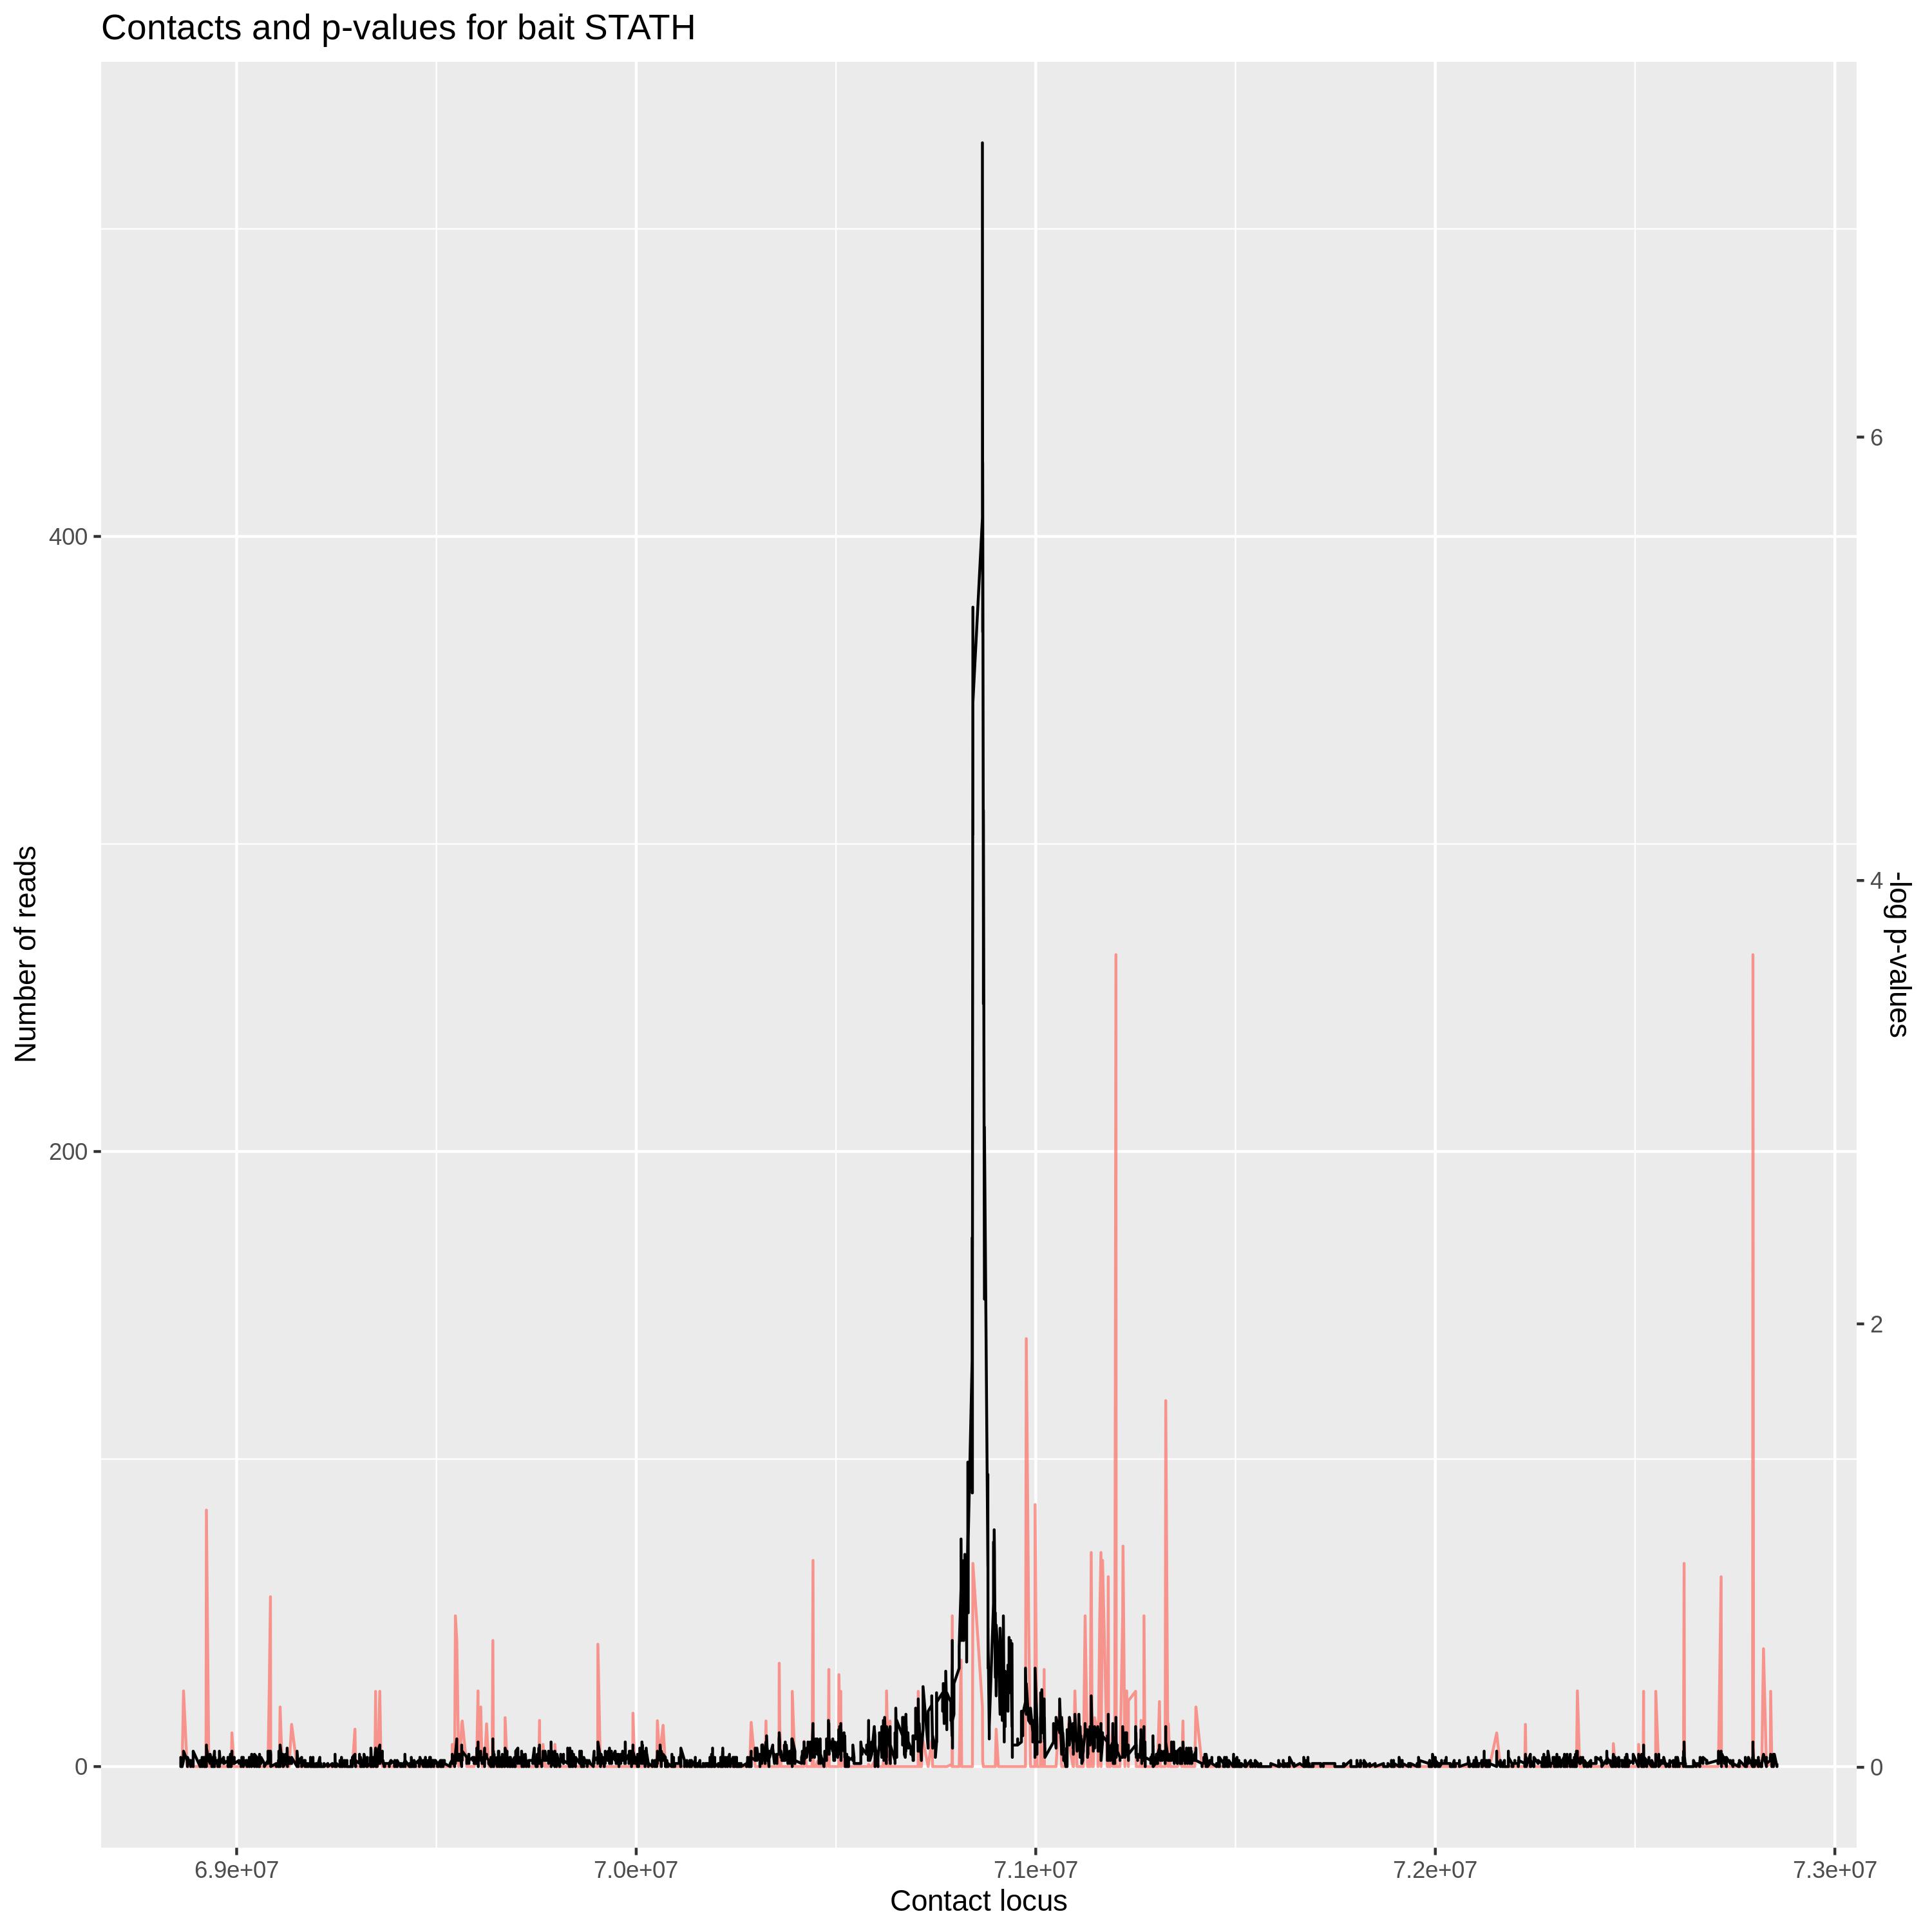 Contacts and p-values for bait STATH
Number of reads
400
200
0
6
4
2
0
-log p-values
6.9e+07
7.0e+07
7.1e+07
7.2e+07
7.3e+07
Contact locus